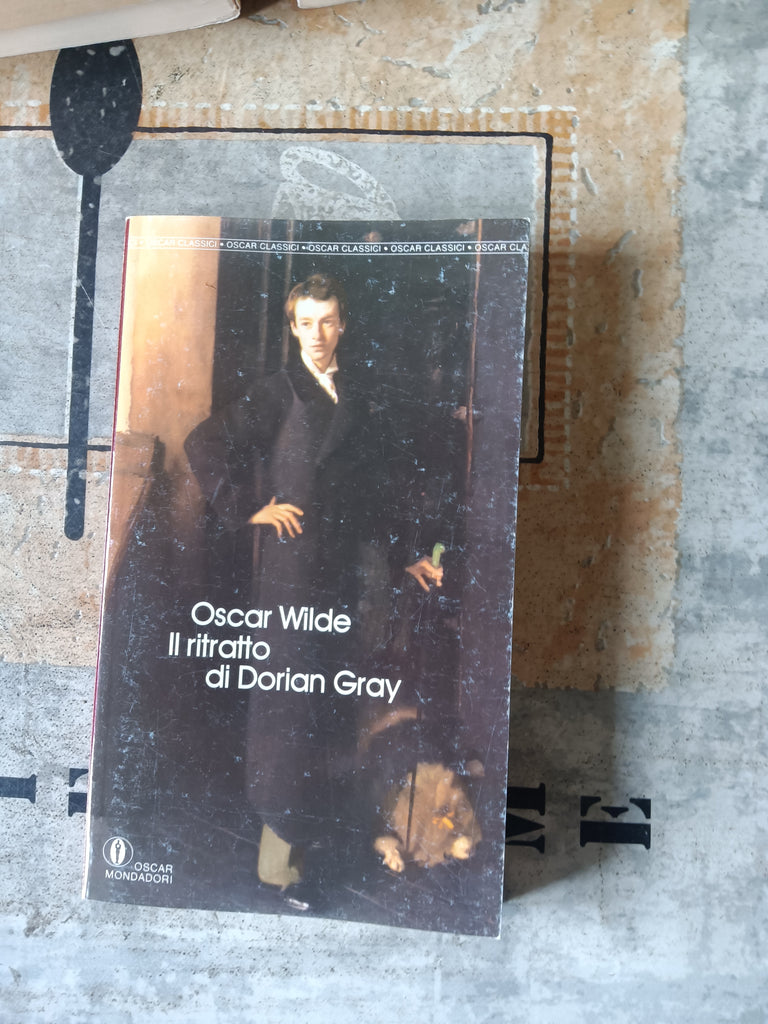 OSCAR CLASSICI • OSCAR CLASSICI • OSCAR CLASSICI • OSCAR CLASSICI • OSCAR CLA
Oscar Wilde
Il ritratto
di Dorian Gray
OSCAR
MONDADORI
M E